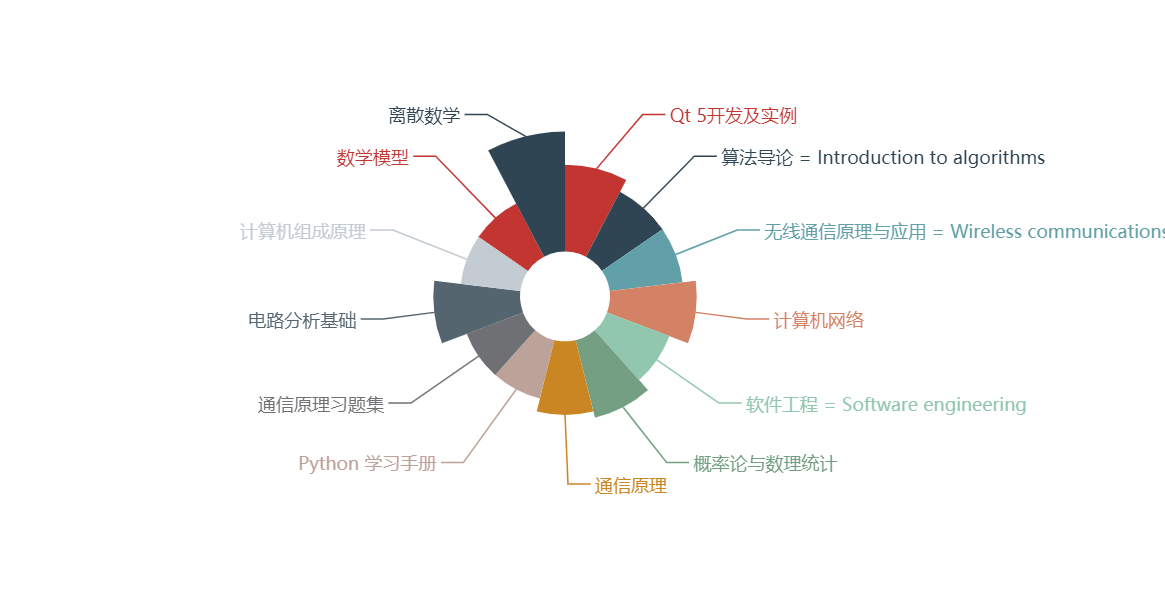 离散数学
Qt 5开发及实例
数学模型
算法导论 = Introduction to algorithms
计算机组成原理
无线通信原理与应用 = Wireless communications
电路分析基础
计算机网络
通信原理习题集
软件工程 = Software engineering
Python 学习手册
概率论与数理统计
通信原理